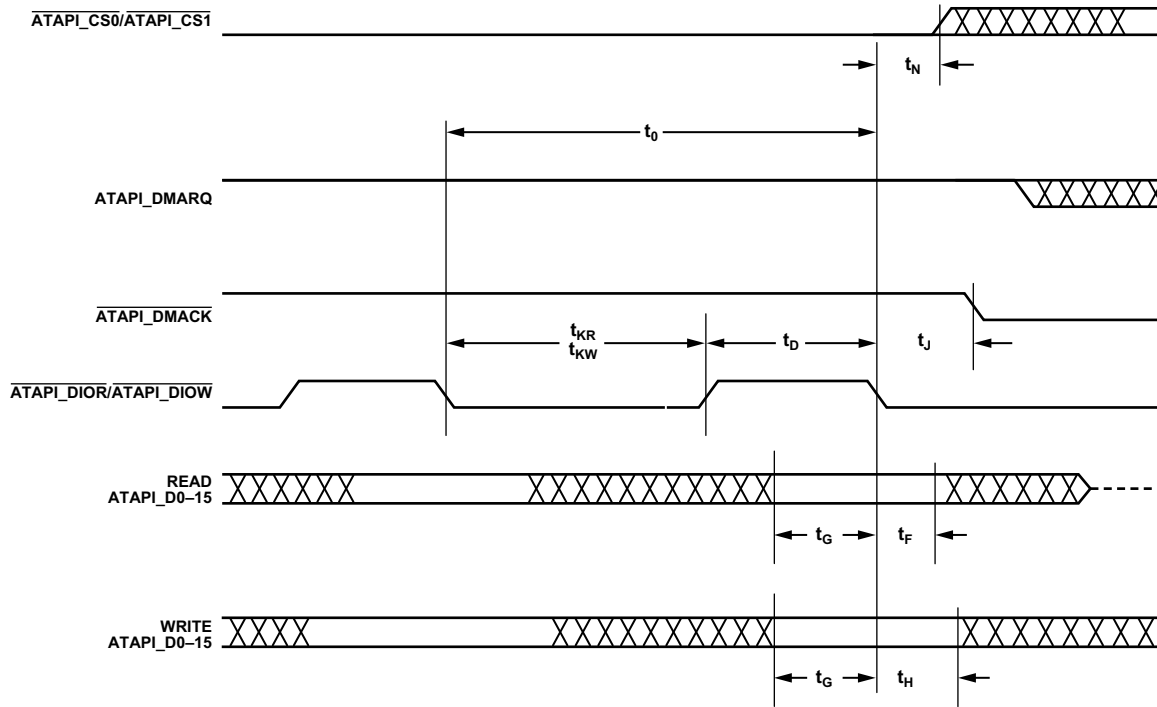 ATAPI_CS0/ATAPI_CS1
tN
t0
ATAPI_DMARQ
ATAPI_DMACK
tKR
tKW
tD
tJ
ATAPI_DIOR/ATAPI_DIOW
READ
ATAPI_D0–15
tG
tF
WRITE
ATAPI_D0–15
tG
tH